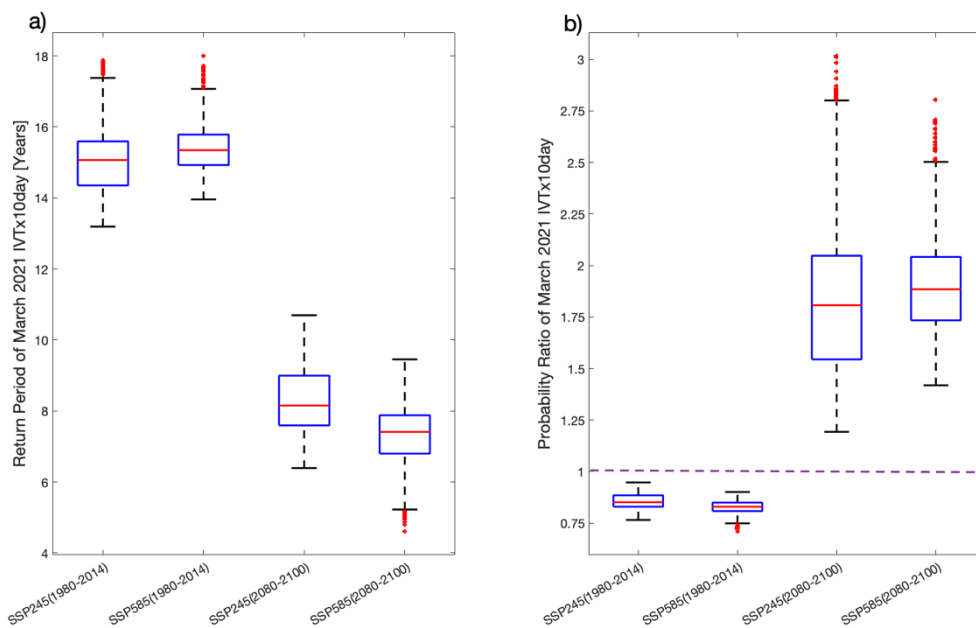 a)
Return Period of March 2021 IVTx10day [Years]
18
16
14
12
10
8
6
4
SSP245(1980-2014)
SSP585(1980-2014)
SSP245(2080-2100)
SSP585(2080-2100)
b)
Probability Ratio of March 2021 IVTx10day
3
2.75
2.5
2.25
2
1.75
1.5
1.25
1
0.75
SSP245(1980-2014)
SSP585(1980-2014)
SSP245(2080-2100)
SSP585(2080-2100)